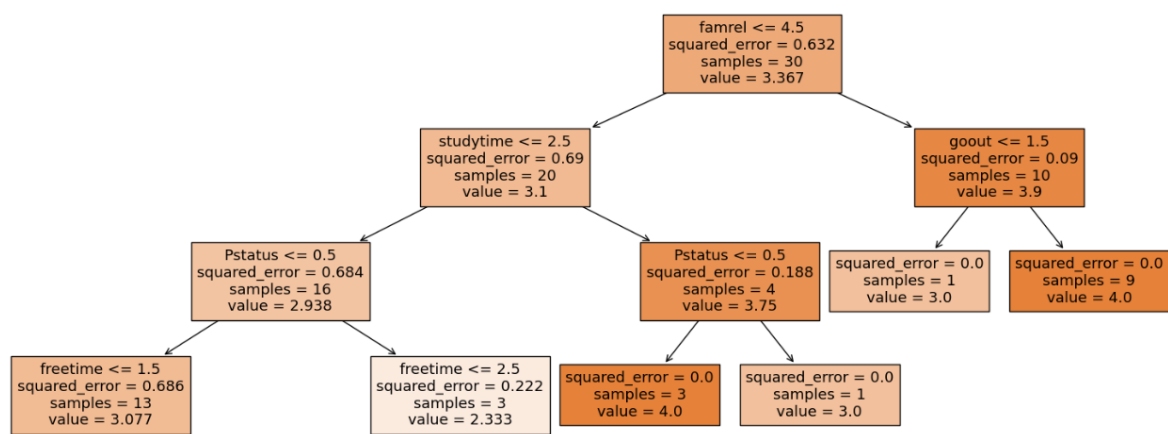 famrel <= 4.5
squared_error = 0.632
samples = 30
value = 3.367
studytime <= 2.5
squared_error = 0.69
samples = 20
value = 3.1
goout <= 1.5
squared_error = 0.09
samples = 10
value = 3.9
Pstatus <= 0.5
squared_error = 0.684
samples = 16
value = 2.938
Pstatus <= 0.5
squared_error = 0.188
samples = 4
value = 3.75
squared_error = 0.0
samples = 1
value = 3.0
squared_error = 0.0
samples = 9
value = 4.0
freetime <= 1.5
squared_error = 0.686
samples = 13
value = 3.077
freetime <= 2.5
squared_error = 0.222
samples = 3
value = 2.333
squared_error = 0.0
samples = 3
value = 4.0
squared_error = 0.0
samples = 1
value = 3.0